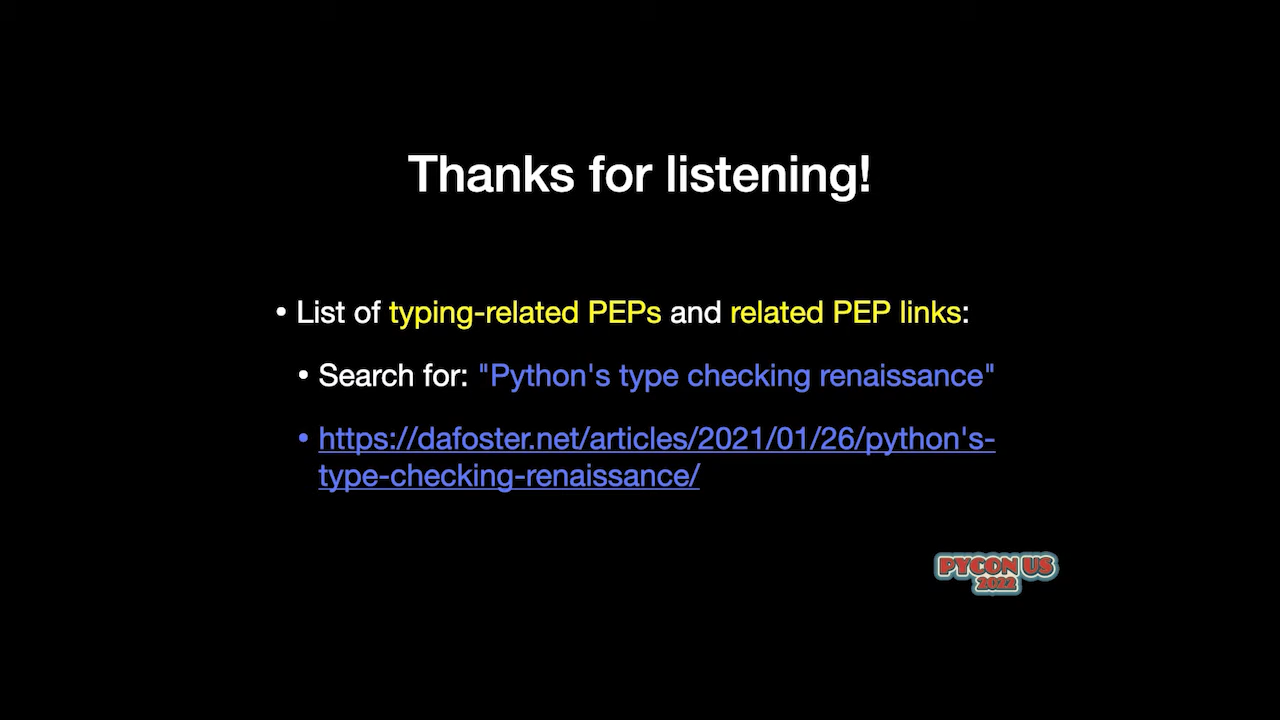 Thanks for listening!
• List of typing-related PEPs and related PEP links:
• Search for: "Python's type checking renaissance"
• https://dafoster.net/articles/2021/01/26/python's-
type-checking-renaissance/
PYCON US
2022